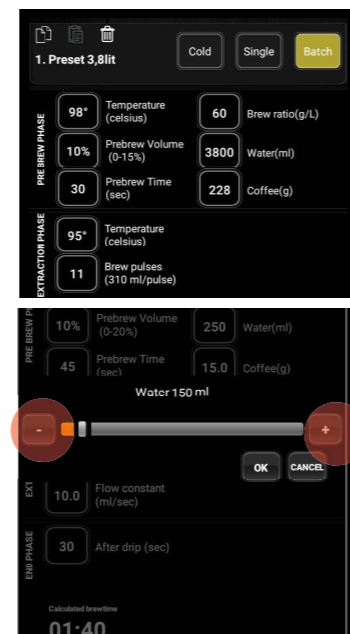 1. Preset 3,8lit
Cold
Single
Batch
PRE BREW PHASE
98°
Temperature
(celsius)
60
Brew ratio(g/L)
10%
Prebrew Volume
(0-15%)
3800
Water(ml)
30
Prebrew Time
(sec)
228
Coffee(g)
EXTRACTION PHASE
95°
Temperature
(celsius)
11
Brew pulses
(310 ml/pulse)
PRE BREW P
10%
Prebrew Volume
(0-20%)
250
Water(ml)
45
Prebrew Time
(sec)
15.0
Coffee(g)
Water 150 ml
-
+
OK
CANCEL
EXT
10.0
Flow constant
(ml/sec)
END PHASE
30
After drip (sec)
Calculated brewtime
01:40